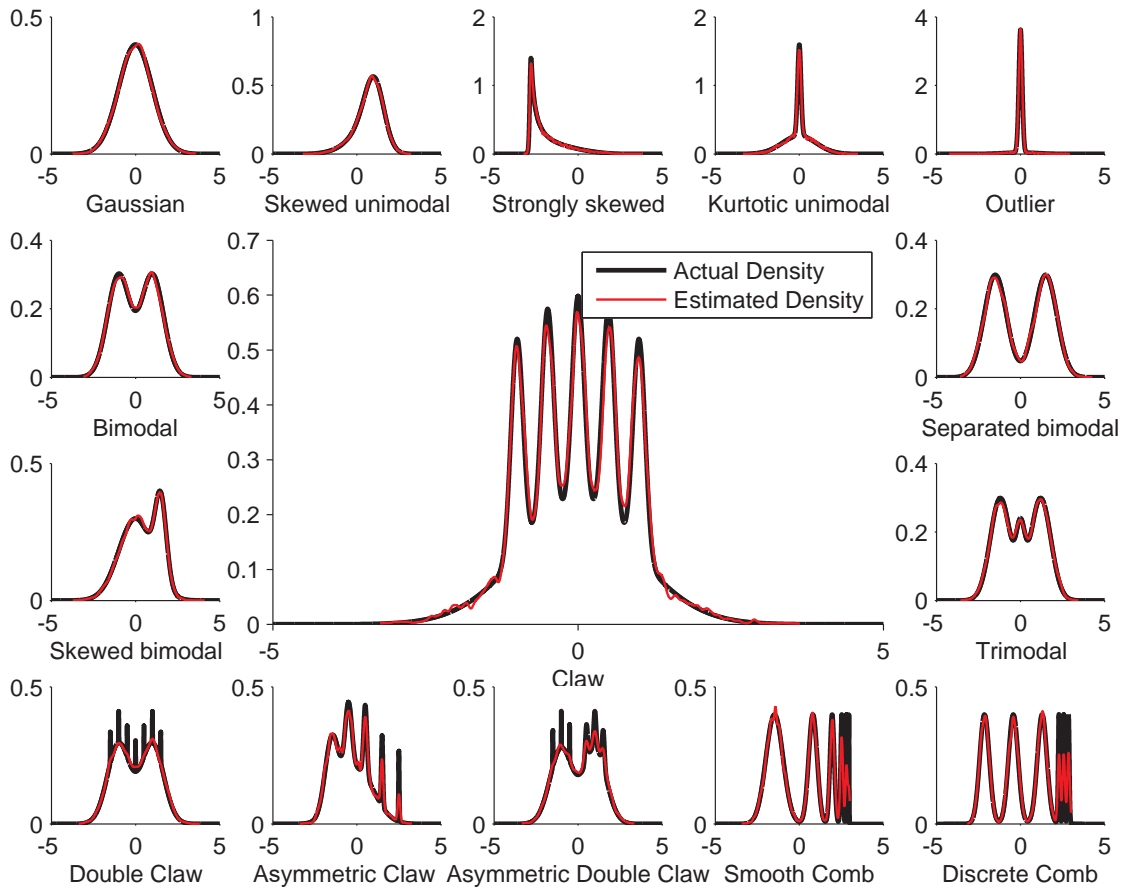 0.5
0
-5 0 5
Gaussian
1
0.5
0
-5 0 5
Skewed unimodal
2
1
0
-5 0 5
Strongly skewed
2
1
0
-5 0 5
Kurtotic unimodal
4
2
0
-5 0 5
Outlier
0.4
0.2
0
-5 0 5
Bimodal
0.7
0.6
0.5
0.4
0.3
0.2
0.1
0
-5 0 5
Claw
Actual Density
Estimated Density
0.4
0.2
0
-5 0 5
Separated bimodal
0.5
0
-5 0 5
Skewed bimodal
0.4
0.2
0
-5 0 5
Trimodal
0.5
0
-5 0 5
Double Claw
0.5
0
-5 0 5
Asymmetric Claw
0.5
0
-5 0 5
Asymmetric Double Claw
0.5
0
-5 0 5
Smooth Comb
0.5
0
-5 0 5
Discrete Comb